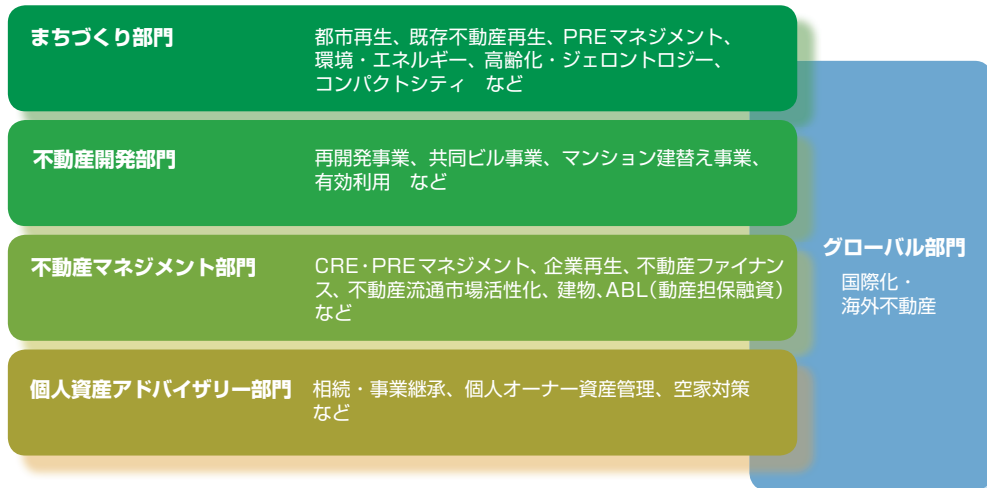 まちづくり部門
都市再生、既存不動産再生、PREマネジメント、
環境・エネルギー、高齢化・ジェロントロジー、
コンパクトシティ　など
不動産開発部門
再開発事業、共同ビル事業、マンション建替え事業、
有効利用　など
不動産マネジメント部門
CRE・PREマネジメント、企業再生、不動産ファイナン
ス、不動産流通市場活性化、建物、ABL（動産担保融資）
など
個人資産アドバイザリー部門
相続・事業継承、個人オーナー資産管理、空家対策
など
グローバル部門
国際化・
海外不動産